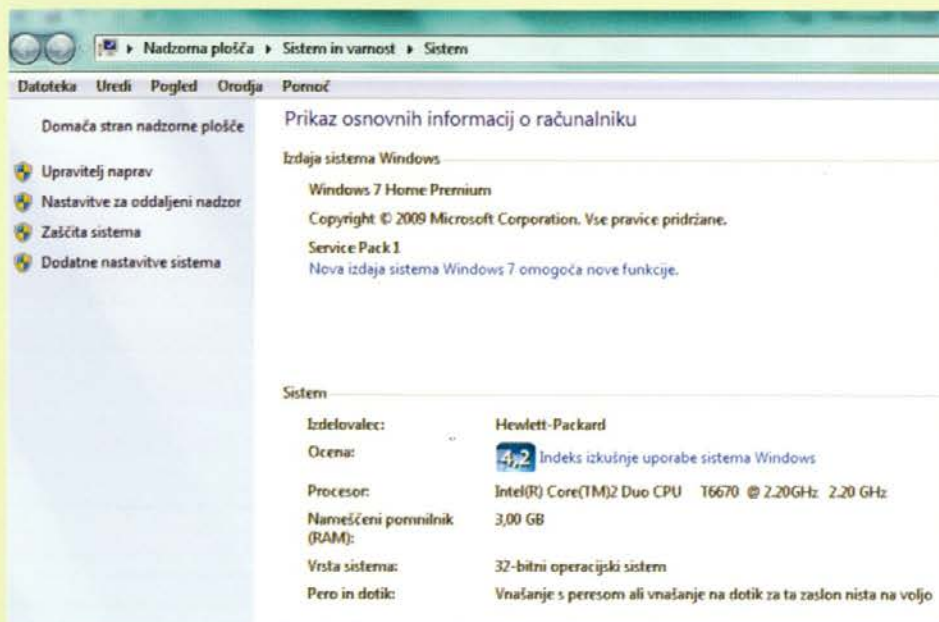 Nadzorna plošča ▸ Sistem in varnost ▸ Sistem
Datoteka Uredi Pogled Orodja Pomoč
Domača stran nadzorne plošče
Upravitelj naprav
Nastavitve za oddaljeni nadzor
Zaščita sistema
Dodatne nastavitve sistema
Prikaz osnovnih informacij o računalniku
Izdaja sistema Windows
Windows 7 Home Premium
Copyright © 2009 Microsoft Corporation. Vse pravice pridržane.
Service Pack 1
Nova izdaja sistema Windows 7 omogoča nove funkcije.
Sistem
Izdelovalec: Hewlett-Packard
Ocena: 4,2 Indeks izkušnje uporabe sistema Windows
Procesor: Intel(R) Core(TM)2 Duo CPU T6670 @ 2.20GHz 2.20 GHz
Nameščeni pomnilnik 3,00 GB
(RAM):
Vrsta sistema: 32-bitni operacijski sistem
Pero in dotik: Vnašanje s peresom ali vnašanje na dotik za ta zaslon nista na voljo